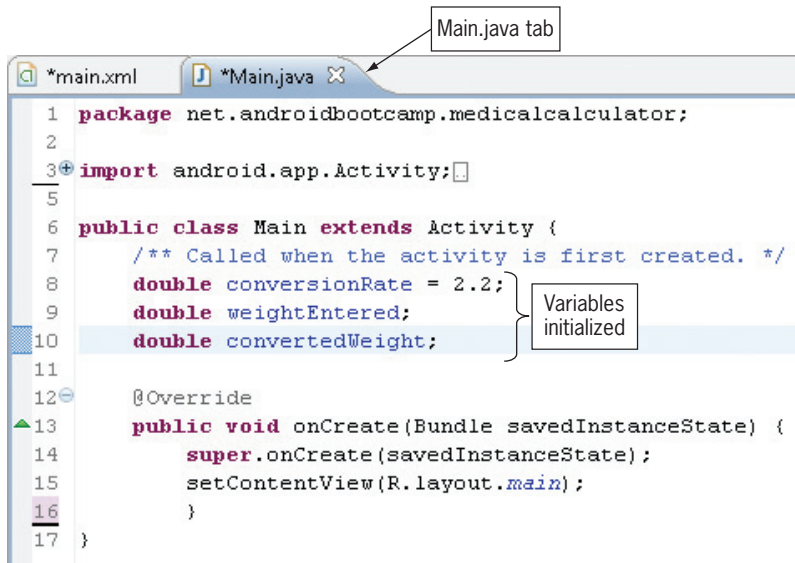 Main.java tab
*main.xml
*Main.java
1 package net.androidbootcamp.medicalcalculator;
2
3 import android.app.Activity;
5
6 public class Main extends Activity {
7 /** Called when the activity is first created. */
8 double conversionRate = 2.2;
9 double weightEntered;
10 double convertedWeight;
Variables
initialized
11
12 @Override
13 public void onCreate(Bundle savedInstanceState) {
14 super.onCreate(savedInstanceState);
15 setContentView(R.layout.main);
16 }
17 }